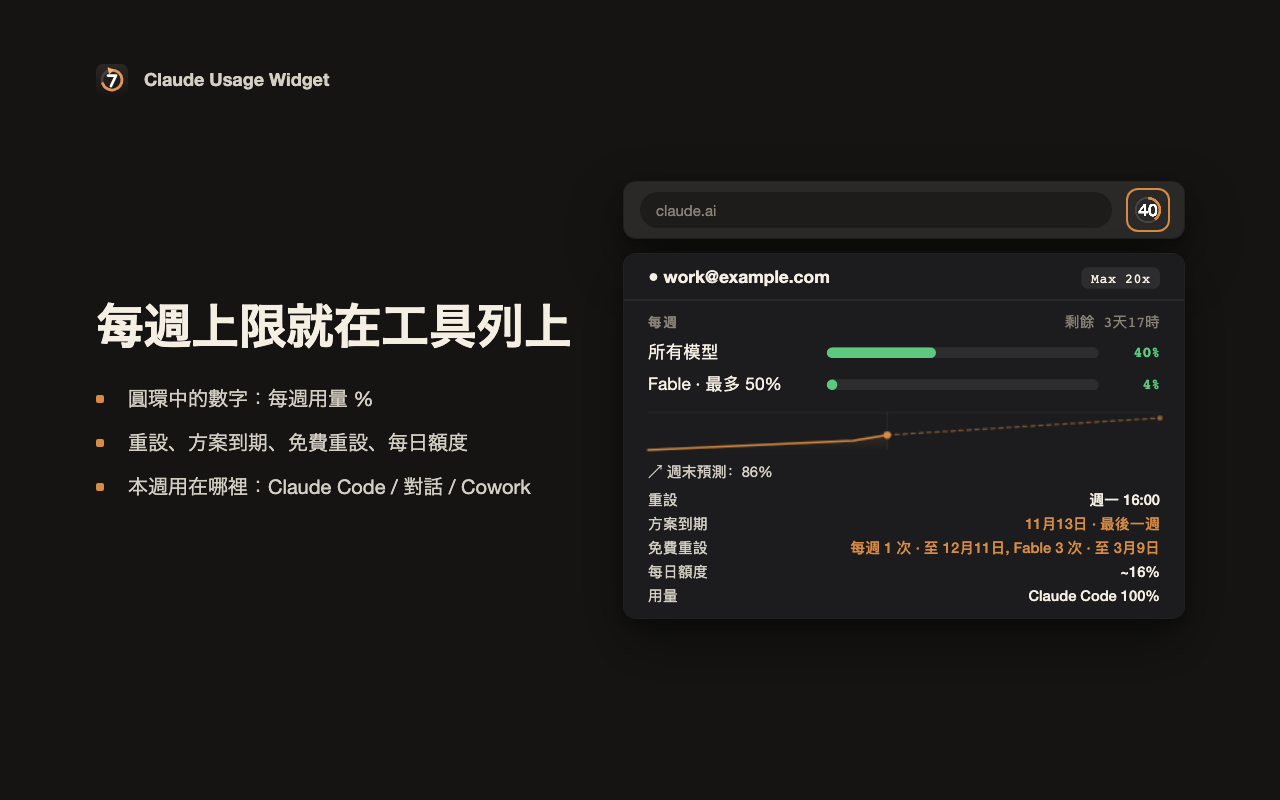 7 Claude Usage Widget
每週上限就在工具列上
圓環中的數字：每週用量 %
重設、方案到期、免費重設、每日額度
本週用在哪裡：Claude Code / 對話 / Cowork
claude.ai 40
work@example.com Max 20x
每週 剩餘 3天17時
所有模型 40%
Fable · 最多 50% 4%
↗ 週末預測：86%
重設 週一 16:00
方案到期 11月13日 · 最後一週
免費重設 每週 1 次 · 至 12月11日, Fable 3 次 · 至 3月9日
每日額度 ~16%
用量 Claude Code 100%